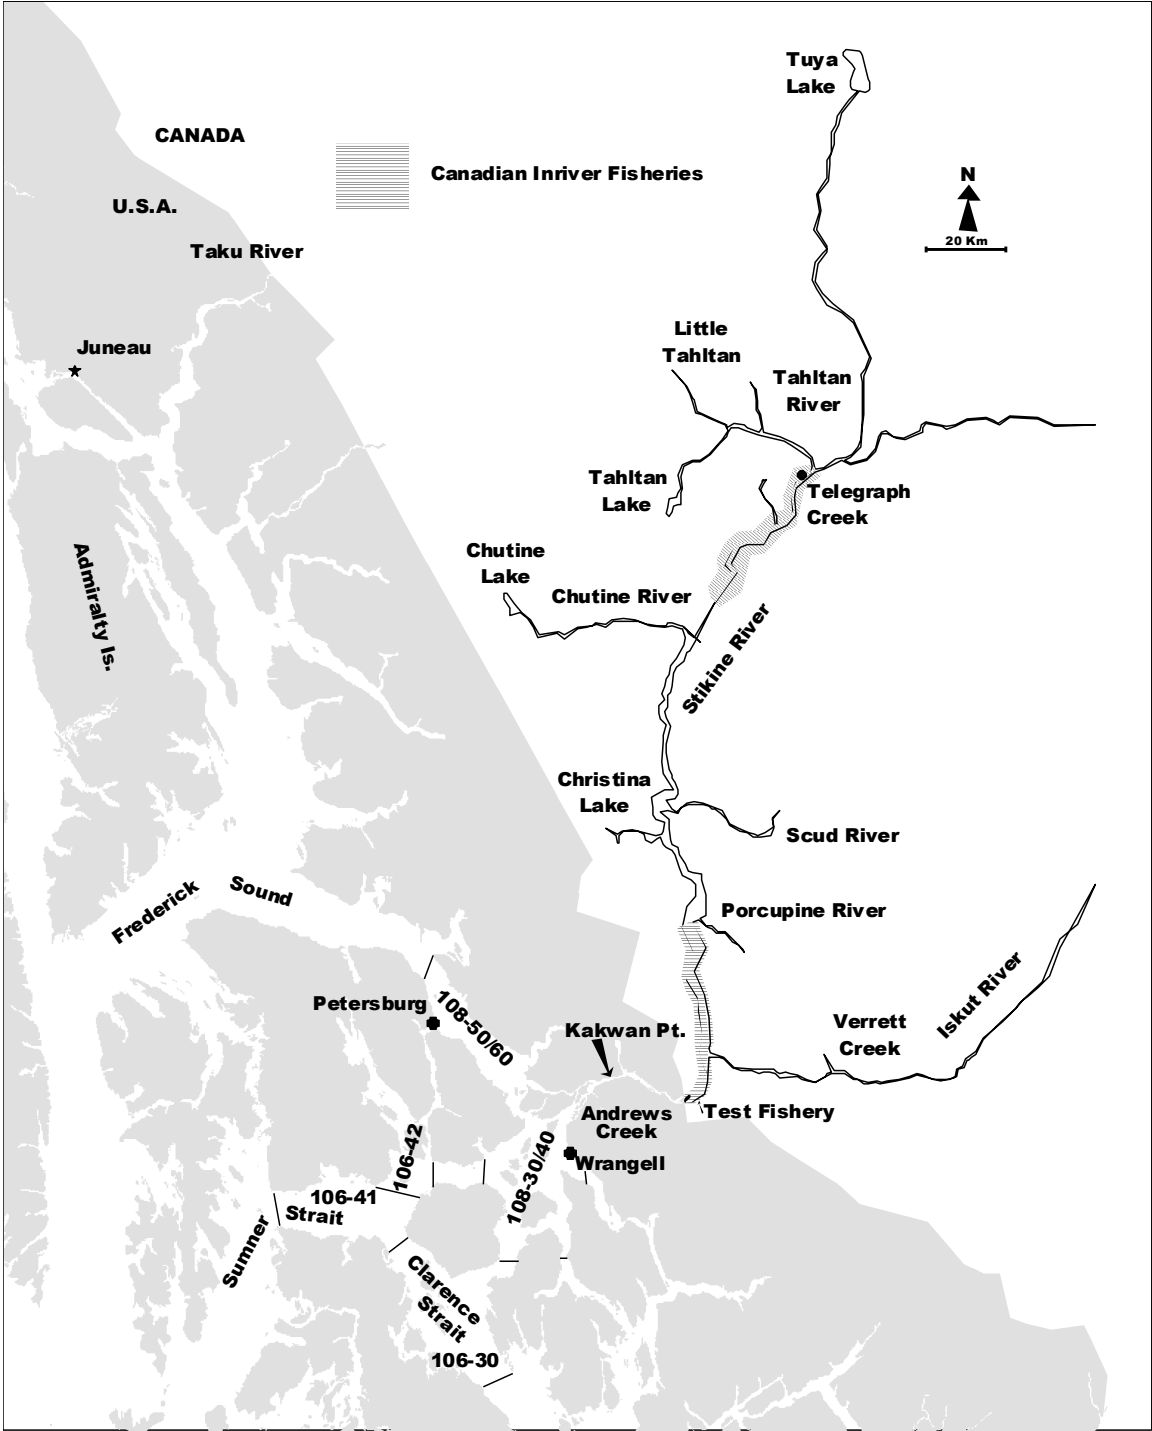 Tuya
Lake
CANADA
Canadian Inriver Fisheries
N
U.S.A.
20 Km
Taku River
Little
Tahltan
Juneau
Tahltan
River
Tahltan
Lake
Telegraph
Creek
Chutine
Lake
Chutine River
Admiralty Is.
Stikine River
Christina
Lake
Scud River
Frederick
Sound
Porcupine River
Iskut River
Petersburg
108-50/60
Kakwan Pt.
Verrett
Creek
Andrews
Creek
Test Fishery
106-42
108-30/40
Wrangell
106-41
Strait
Sumner
Clarence
Strait
106-30